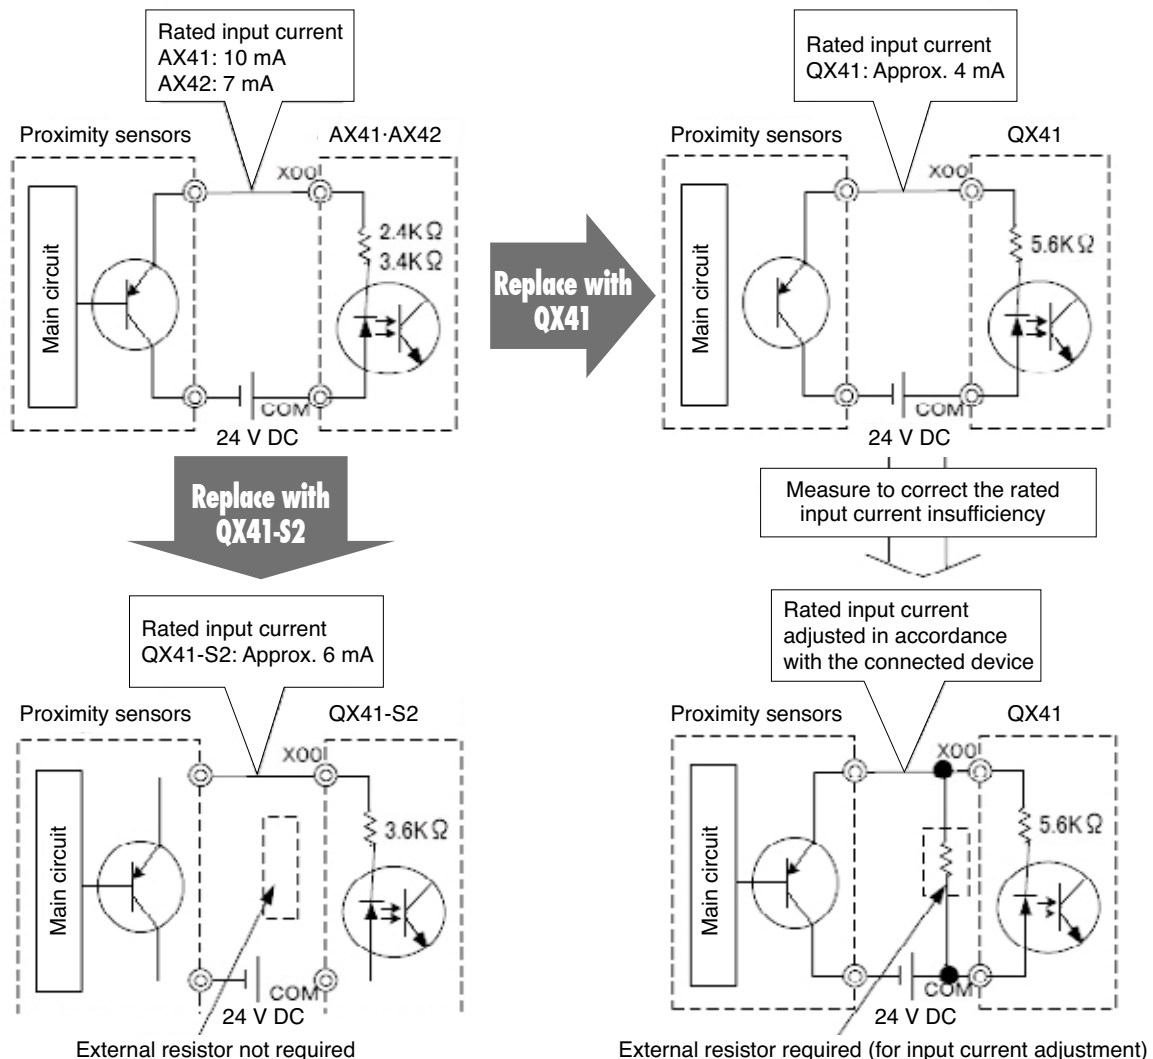 Rated input current
AX41: 10 mA
AX42: 7 mA
Proximity sensors
AX41·AX42
Main circuit
X00
2.4KΩ
3.4KΩ
COM
24 V DC
Replace with
QX41
Rated input current
QX41: Approx. 4 mA
Proximity sensors
QX41
Main circuit
X00
5.6KΩ
COM
24 V DC
Replace with
QX41-S2
Measure to correct the rated
input current insufficiency
Rated input current
QX41-S2: Approx. 6 mA
Proximity sensors
QX41-S2
Main circuit
X00
3.6KΩ
COM
24 V DC
External resistor not required
Rated input current
adjusted in accordance
with the connected device
Proximity sensors
QX41
Main circuit
X00
5.6KΩ
COM
24 V DC
External resistor required (for input current adjustment)